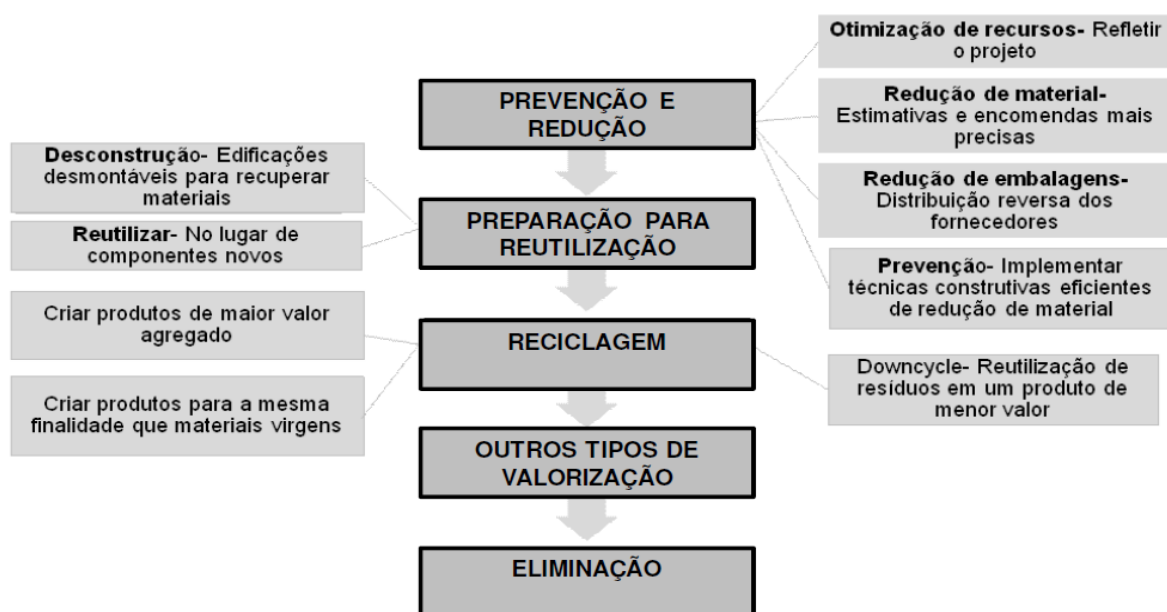 PREVENÇÃO E
REDUÇÃO
Otimização de recursos- Refletir
o projeto
Redução de material-
Estimativas e encomendas mais
precisas
Redução de embalagens-
Distribuição reversa dos
fornecedores
Prevenção- Implementar
técnicas construtivas eficientes
de redução de material
Desconstrução- Edificações
desmontáveis para recuperar
materiais
Reutilizar- No lugar de
componentes novos
PREPARAÇÃO PARA
REUTILIZAÇÃO
Criar produtos de maior valor
agregado
Criar produtos para a mesma
finalidade que materiais virgens
RECICLAGEM
Downcycle- Reutilização de
resíduos em um produto de
menor valor
OUTROS TIPOS DE
VALORIZAÇÃO
ELIMINAÇÃO